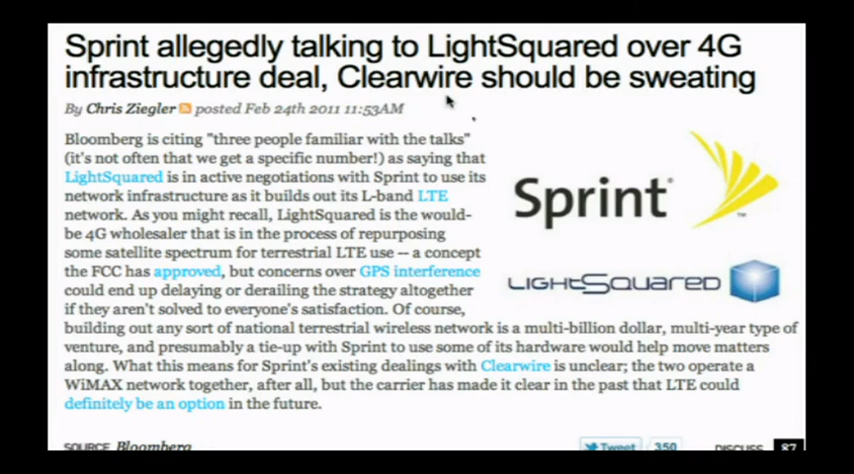 Sprint allegedly talking to LightSquared over 4G
infrastructure deal, Clearwire should be sweating
By Chris Ziegler posted Feb 24th 2011 11:53AM
Bloomberg is citing "three people familiar with the talks"
(it's not often that we get a specific number!) as saying that
LightSquared is in active negotiations with Sprint to use its
network infrastructure as it builds out its L-band LTE
network. As you might recall, LightSquared is the would-
be 4G wholesaler that is in the process of repurposing
some satellite spectrum for terrestrial LTE use -- a concept
the FCC has approved, but concerns over GPS interference
could end up delaying or derailing the strategy altogether
if they aren't solved to everyone's satisfaction. Of course,
building out any sort of national terrestrial wireless network is a multi-billion dollar, multi-year type of
venture, and presumably a tie-up with Sprint to use some of its hardware would help move matters
along. What this means for Sprint's existing dealings with Clearwire is unclear; the two operate a
WiMAX network together, after all, but the carrier has made it clear in the past that LTE could
definitely be an option in the future.
Sprint
LIGHTSQUARED
SOURCE Bloomberg
Tweet 350 DISCUSS 87